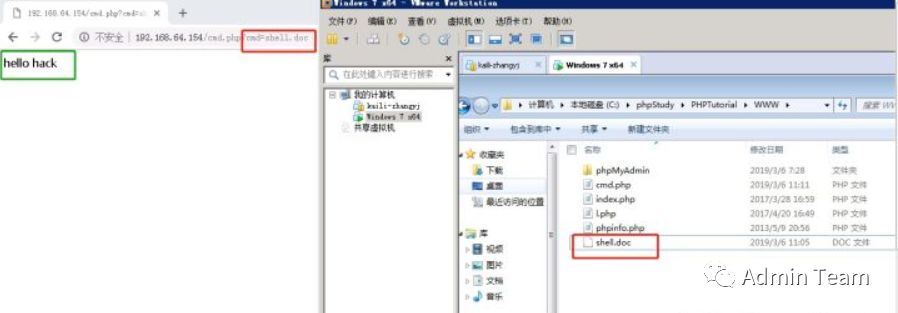 192.168.64.154/cmd.php?cmd=sh
不安全 | 192.168.64.154/cmd.php?cmd=shell.doc
hello hack
Windows 7 x64 - VMware Workstation
文件(F) 编辑(E) 查看(V) 虚拟机(M) 选项卡(T) 帮助(H)
库
在此处键入内容进行搜索
我的计算机
kaili-zhangyj
Windows 7 x64
共享虚拟机
kaili-zhangyj
Windows 7 x64
计算机 本地磁盘 (C:) phpStudy PHPTutorial WWW 搜索 WW
组织 包含到库中 共享 新建文件夹
收藏夹
下载
桌面
最近访问的位置
库
视频
图片
文档
音乐
名称 修改日期 类型
phpMyAdmin 2019/3/6 7:28 文件夹
cmd.php 2019/3/6 11:11 PHP 文件
index.php 2017/3/28 16:59 PHP 文件
l.php 2017/4/20 16:49 PHP 文件
phpinfo.php 2013/5/9 20:56 PHP 文件
shell.doc 2019/3/6 11:05 DOC 文件
Admin Team